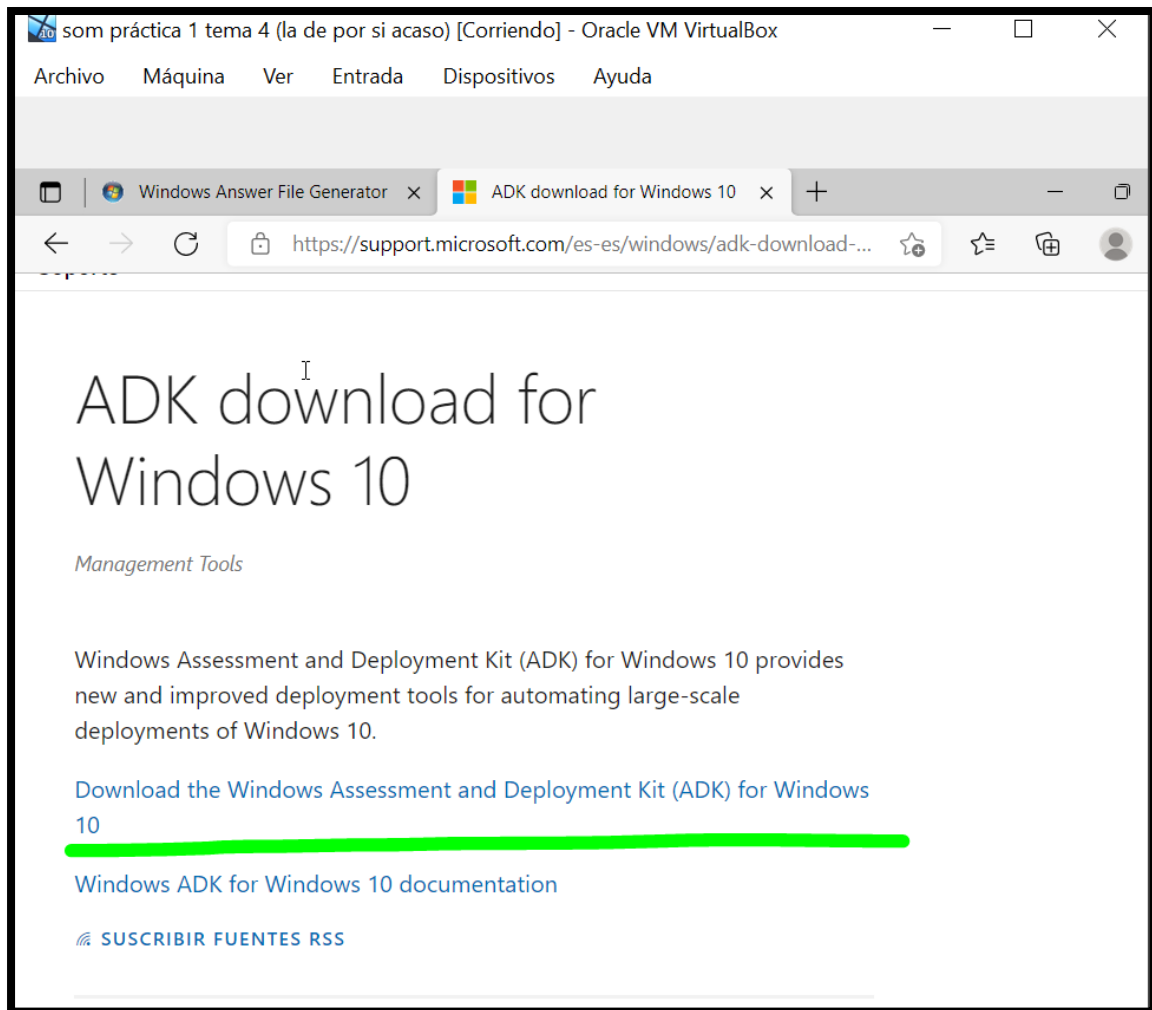 som práctica 1 tema 4 (la de por si acaso) [Corriendo] - Oracle VM VirtualBox
Archivo Máquina Ver Entrada Dispositivos Ayuda
Windows Answer File Generator ADK download for Windows 10
https://support.microsoft.com/es-es/windows/adk-download-...
ADK download for
Windows 10
Management Tools
Windows Assessment and Deployment Kit (ADK) for Windows 10 provides
new and improved deployment tools for automating large-scale
deployments of Windows 10.
Download the Windows Assessment and Deployment Kit (ADK) for Windows
10
Windows ADK for Windows 10 documentation
SUSCRIBIR FUENTES RSS